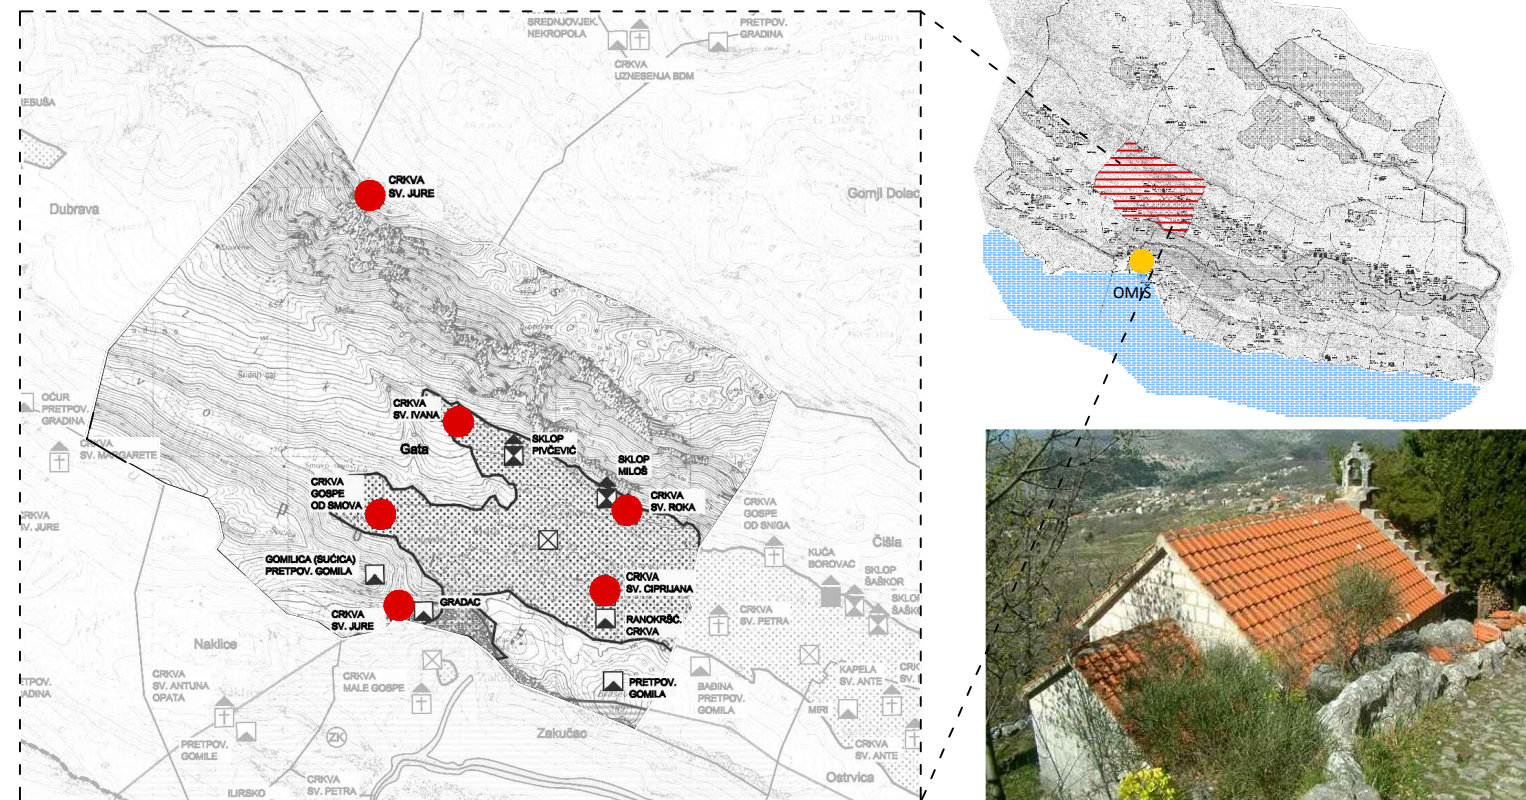 SREDNJOVJEK.
NEKROPOLA
PRETPOV.
GRADINA
CRKVA
UZNESENJA BDM
CRKVA
SV. JURE
Dubrava
Gornji Dolac
OČUR
PRETPOV.
GRADINA
CRKVA
SV. MARGARETE
CRKVA
SV. IVANA
Gata
SKLOP
PIVČEVIĆ
SKLOP
MILOŠ
CRKVA
SV. ROKA
CRKVA
GOSPE
OD SMOVA
CRKVA
GOSPE
OD SNIGA
Čišla
KUĆA
BOROVAC
SKLOP
ŠAŠKOR
GOMILICA (SUĆICA)
PRETPOV. GOMILA
CRKVA
SV. CIPRIJANA
GRADAC
CRKVA
SV. JURE
RANOKRŠĆ.
CRKVA
CRKVA
SV. PETRA
Naklice
CRKVA
SV. ANTUNA
OPATA
CRKVA
MALE GOSPE
PRETPOV.
GOMILA
BAĐINA
PRETPOV.
GOMILA
KAPELA
SV. ANTE
MIRI
PRETPOV.
GOMILE
ZK
Zakučac
CRKVA
SV. ANTE
Ostrvica
CRKVA
SV. PETRA
ILIRSKO
OMIŠ